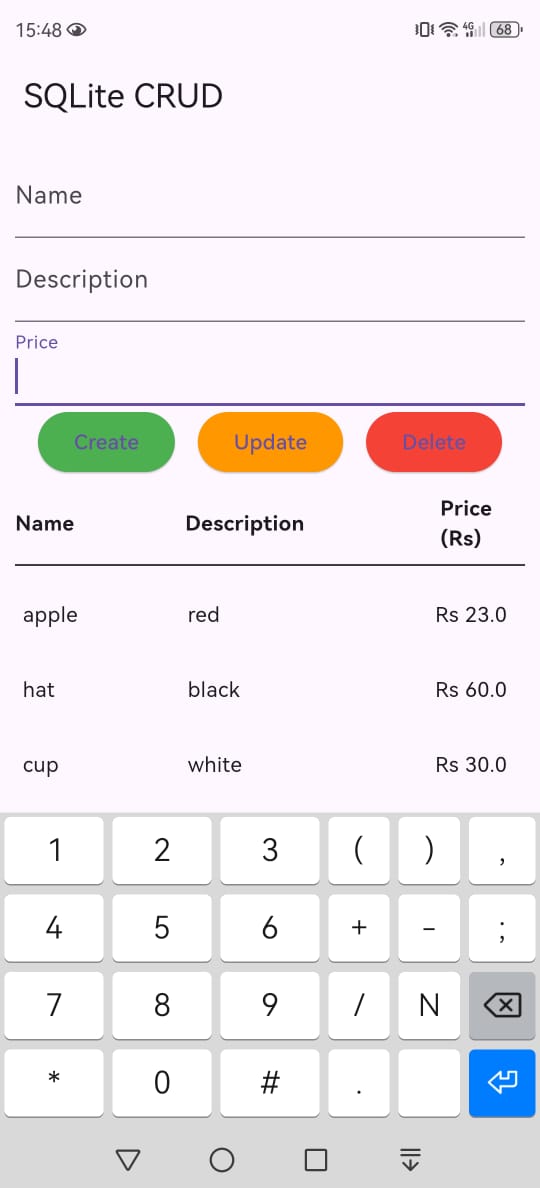 15:48 4G 68
SQLite CRUD
Name
Description
Price
Create Update Delete
Name Description Price (Rs)
apple red Rs 23.0
hat black Rs 60.0
cup white Rs 30.0
1 2 3 ( ) ,
4 5 6 + - ;
7 8 9 / N
* 0 # .